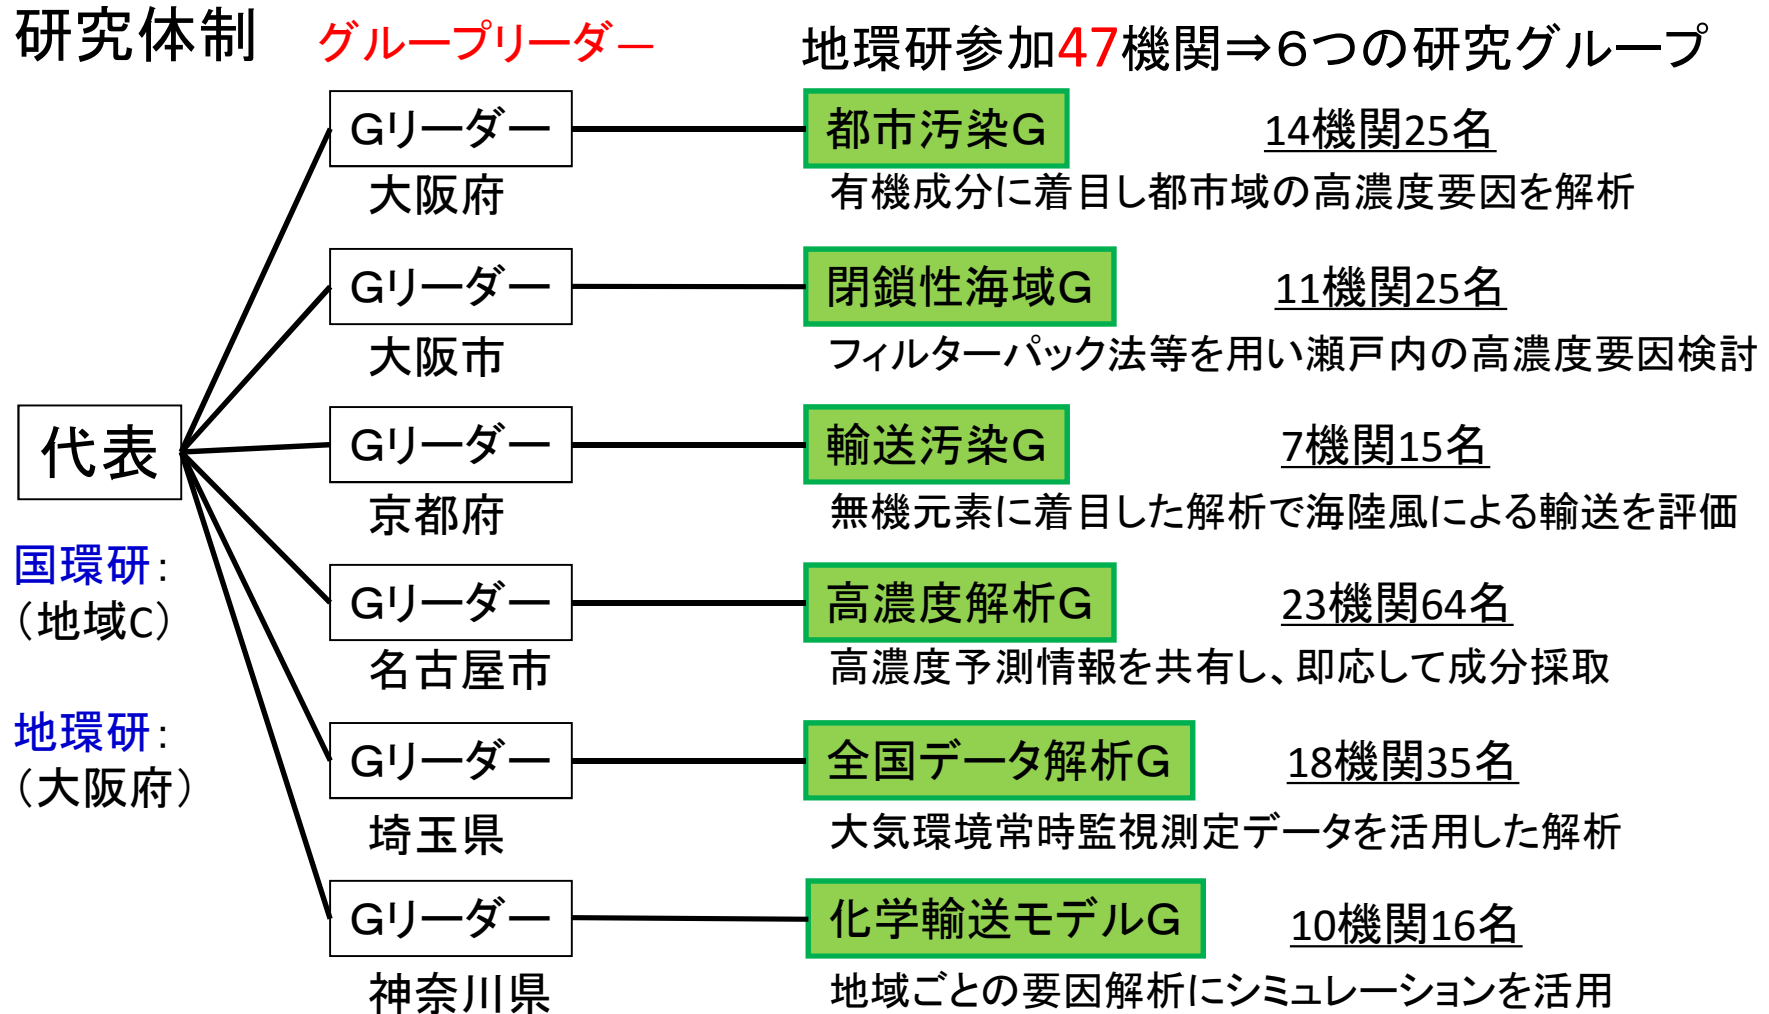 研究体制
グループリーダー
地環研参加47機関⇒6つの研究グループ
Gリーダー
都市汚染G
14機関25名
大阪府
有機成分に着目し都市域の高濃度要因を解析
Gリーダー
閉鎖性海域G
11機関25名
大阪市
フィルターパック法等を用い瀬戸内の高濃度要因検討
代表
Gリーダー
輸送汚染G
7機関15名
京都府
無機元素に着目した解析で海陸風による輸送を評価
国環研:
(地域C)
Gリーダー
高濃度解析G
23機関64名
名古屋市
高濃度予測情報を共有し、即応して成分採取
地環研:
(大阪府)
Gリーダー
全国データ解析G
18機関35名
埼玉県
大気環境常時監視測定データを活用した解析
Gリーダー
化学輸送モデルG
10機関16名
神奈川県
地域ごとの要因解析にシミュレーションを活用